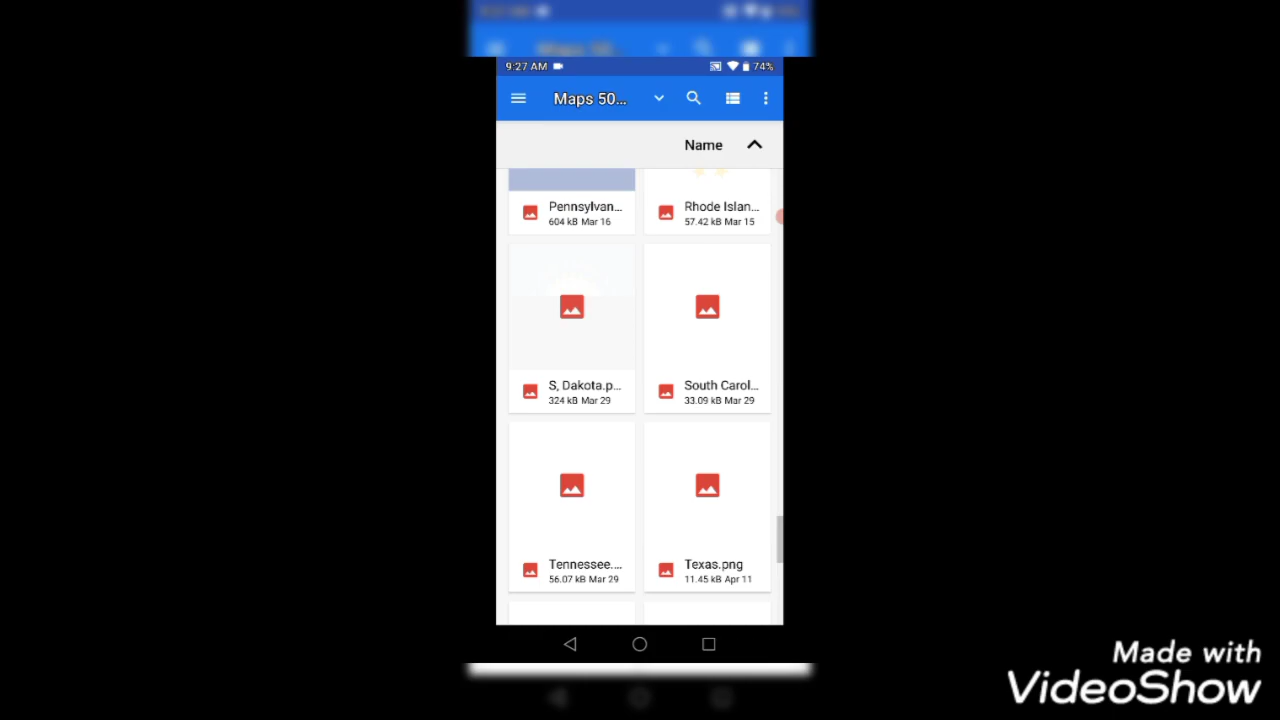 9:27 AM 74%
Maps 50...
Name
Pennsylvan... Rhode Islan...
604 kB Mar 16 57.42 kB Mar 15
S, Dakota.p... South Carol...
324 kB Mar 29 33.09 kB Mar 29
Tennessee.... Texas.png
56.07 kB Mar 29 11.45 kB Apr 11
Made with
VideoShow